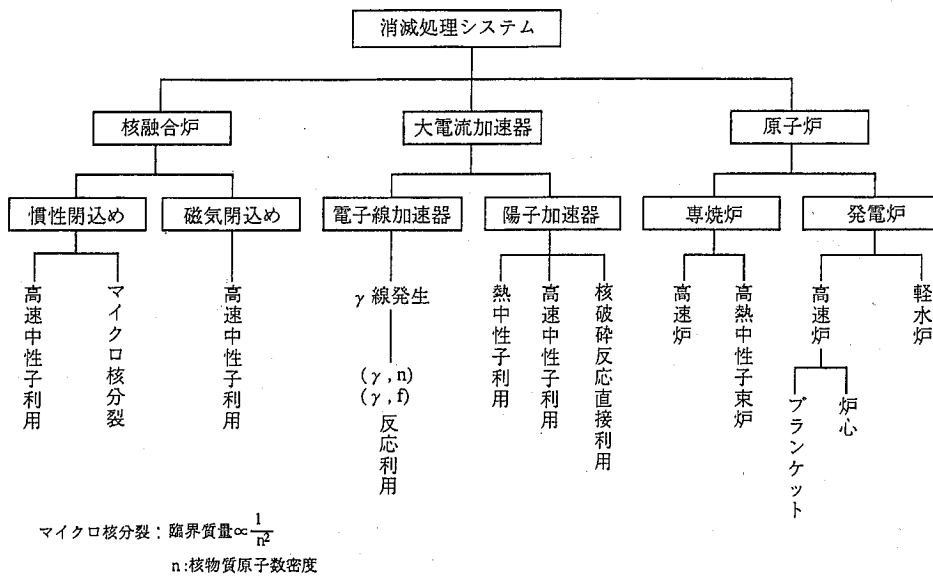 消滅処理システム
核融合炉
大電流加速器
原子炉
慣性閉込め
磁気閉込め
電子線加速器
陽子加速器
専焼炉
発電炉
高速中性子利用
マイクロ核分裂
高速中性子利用
γ線発生
(γ, n)
(γ, f)
反応利用
熱中性子利用
高速中性子利用
核破砕反応直接利用
高速炉
高熱中性子束炉
高速炉
軽水炉
ブランケット
炉心
マイクロ核分裂：臨界質量∝1/n²
n:核物質原子数密度